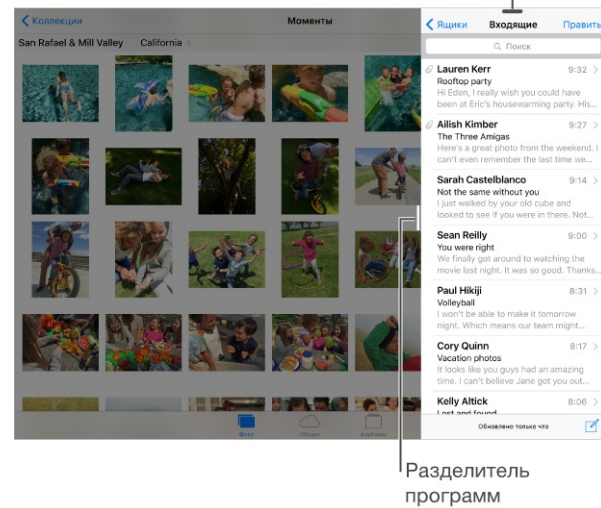 Коллекции
Моменты
San Rafael & Mill Valley California
Ящики Входящие Править
Поиск
Lauren Kerr 9:32
Rooftop party
Hi Eden, I really wish you could have
been at Eric's housewarming party. His...
Ailish Kimber 9:27
The Three Amigas
Here's a great photo from the weekend. I
can't even remember the last time we...
Sarah Castelblanco 9:14
Not the same without you
I just walked by your old cube and
looked to see if you were in there. Not...
Sean Reilly 9:00
You were right
We finally got around to watching the
movie last night. It was so good. Thanks...
Paul Hikiji 8:31
Volleyball
I won't be able to make it tomorrow
night. Which means our team might...
Cory Quinn 8:17
Vacation photos
It looks like you guys had an amazing
time. I can't believe Jane got you out...
Kelly Altick 8:06
Lost and found
Обновлено только что
Фото Общие Альбомы
Разделитель
программ